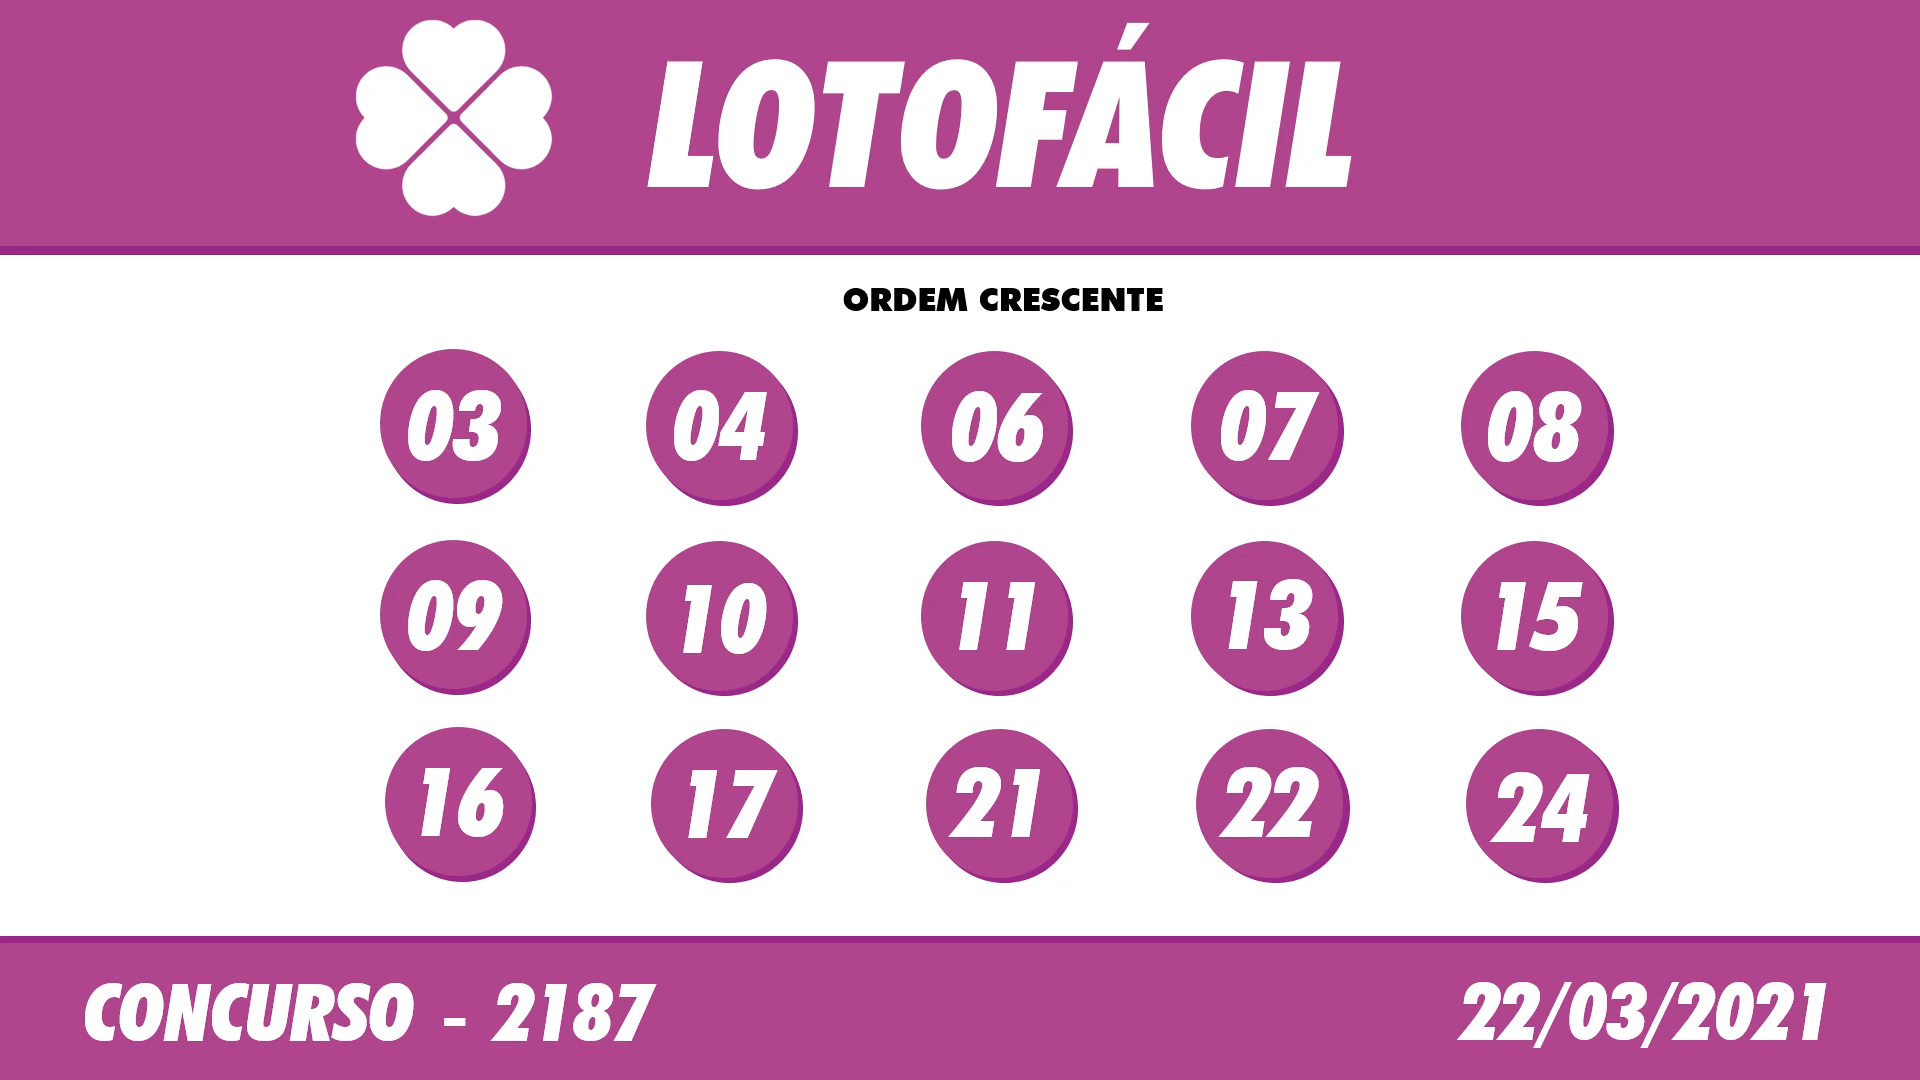 LOTOFÁCIL
ORDEM CRESCENTE
03 04 06 07 08
09 10 11 13 15
16 17 21 22 24
CONCURSO - 2187 22/03/2021